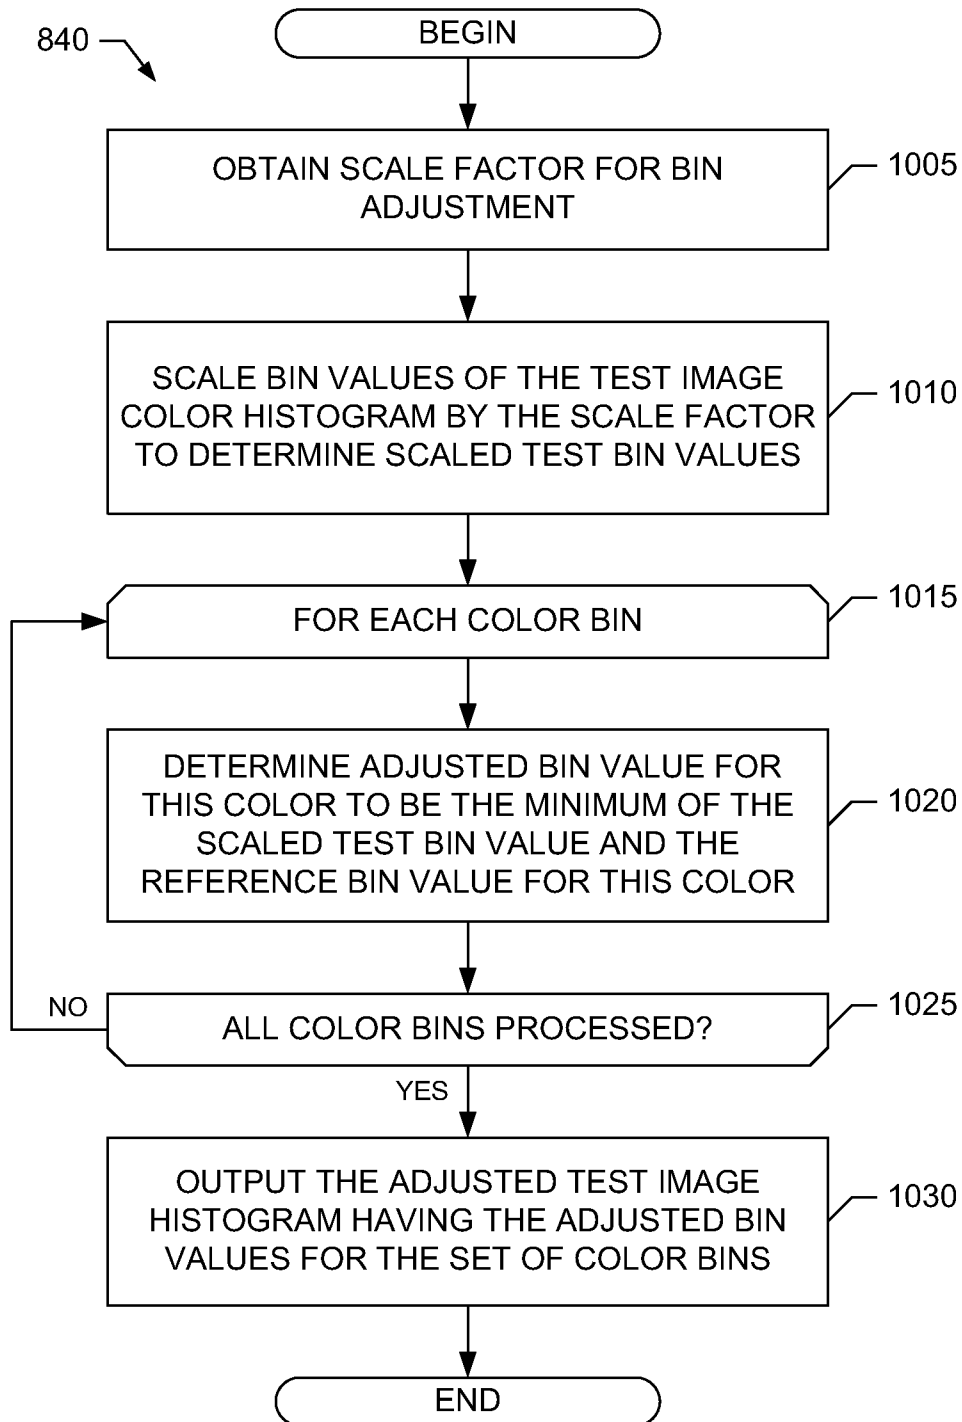 BEGIN
840
OBTAIN SCALE FACTOR FOR BIN
ADJUSTMENT
1005
SCALE BIN VALUES OF THE TEST IMAGE
COLOR HISTOGRAM BY THE SCALE FACTOR
TO DETERMINE SCALED TEST BIN VALUES
1010
FOR EACH COLOR BIN
1015
DETERMINE ADJUSTED BIN VALUE FOR
THIS COLOR TO BE THE MINIMUM OF THE
SCALED TEST BIN VALUE AND THE
REFERENCE BIN VALUE FOR THIS COLOR
1020
NO
ALL COLOR BINS PROCESSED?
1025
YES
OUTPUT THE ADJUSTED TEST IMAGE
HISTOGRAM HAVING THE ADJUSTED BIN
VALUES FOR THE SET OF COLOR BINS
1030
END